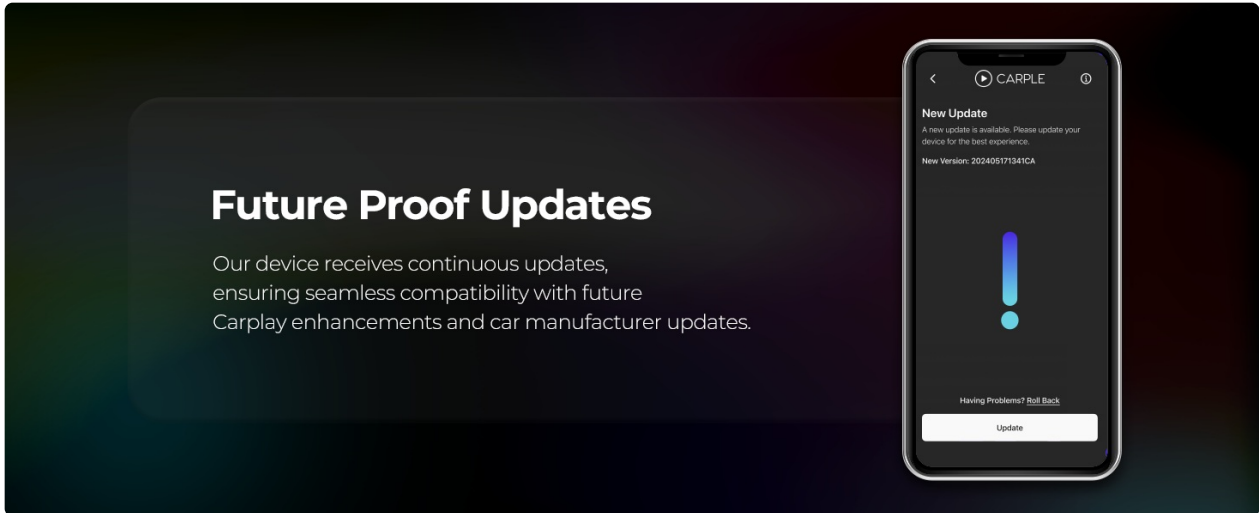 Future Proof Updates
Our device receives continuous updates,
ensuring seamless compatibility with future
Carplay enhancements and car manufacturer updates.
CARPLE
New Update
A new update is available. Please update your
device for the best experience.
New Version: 202405171341CA
Having Problems? Roll Back
Update